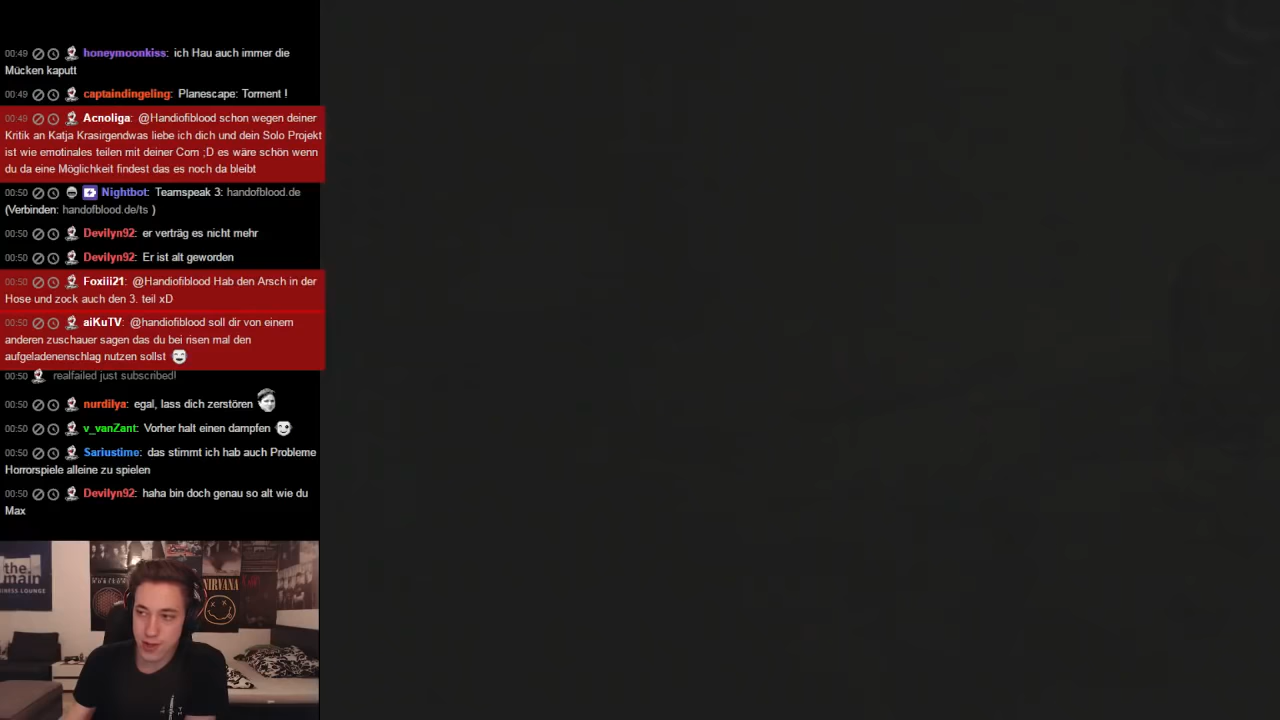 00:49 honeymoonkiss: ich Hau auch immer die
Mücken kaputt
00:49 captaindingeling: Planescape: Torment !
00:49 Acnoliga: @Handiofiblood schon wegen deiner
Kritik an Katja Krasirgendwas liebe ich dich und dein Solo Projekt
ist wie emotinales teilen mit deiner Com ;D es wäre schön wenn
du da eine Möglichkeit findest das es noch da bleibt
00:50 Nightbot: Teamspeak 3: handofblood.de
(Verbinden: handofblood.de/ts )
00:50 Devilyn92: er verträg es nicht mehr
00:50 Devilyn92: Er ist alt geworden
00:50 Foxiii21: @Handiofiblood Hab den Arsch in der
Hose und zock auch den 3. teil xD
00:50 aiKuTV: @handiofiblood soll dir von einem
anderen zuschauer sagen das du bei risen mal den
aufgeladenenschlag nutzen sollst
00:50 realfailed just subscribed!
00:50 nurdilya: egal, lass dich zerstören
00:50 v_vanZant: Vorher halt einen dampfen
00:50 Sariustime: das stimmt ich hab auch Probleme
Horrorspiele alleine zu spielen
00:50 Devilyn92: haha bin doch genau so alt wie du
Max
the
main
NESS LOUNGE
NIRVANA